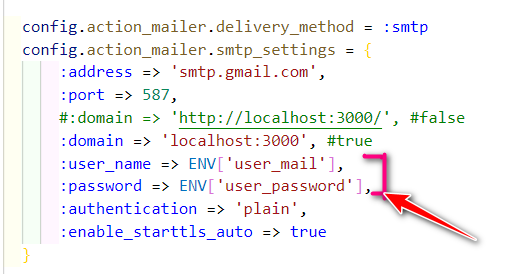 config.action_mailer.delivery_method = :smtp
config.action_mailer.smtp_settings = {
:address => 'smtp.gmail.com',
:port => 587,
#:domain => 'http://localhost:3000/', #false
:domain => 'localhost:3000', #true
:user_name => ENV['user_mail'],
:password => ENV['user_password'],
:authentication => 'plain',
:enable_starttls_auto => true
}